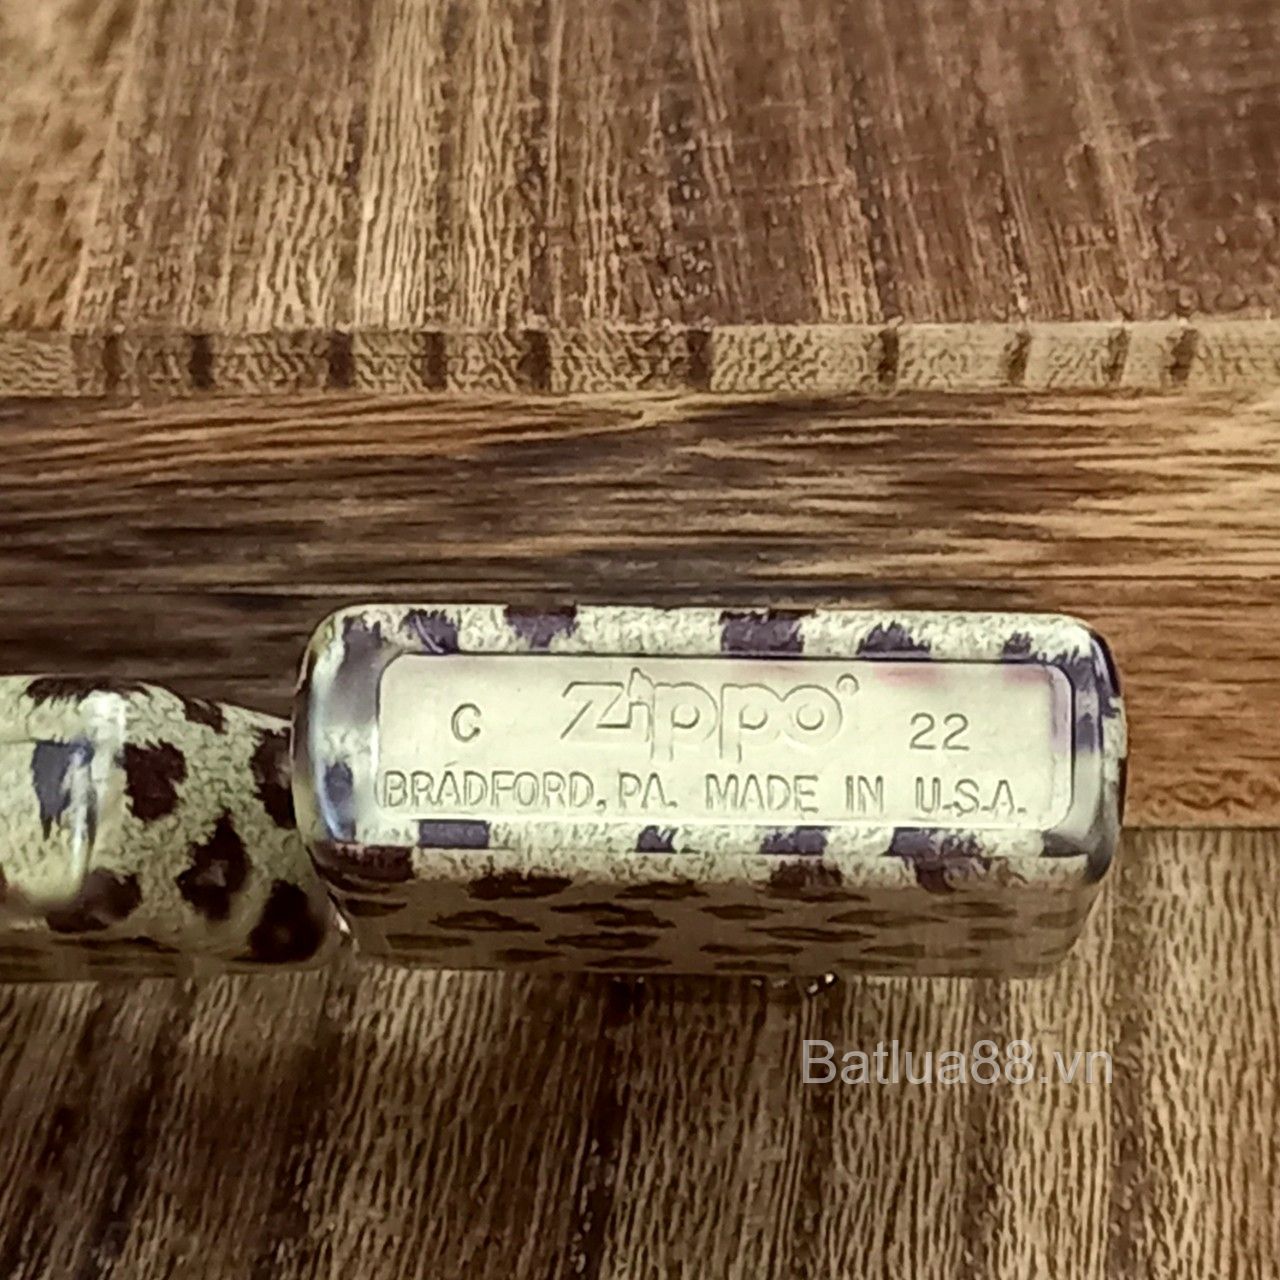 C Zippo® 22
BRADFORD, PA. MADE IN U.S.A.
Batlua88.vn